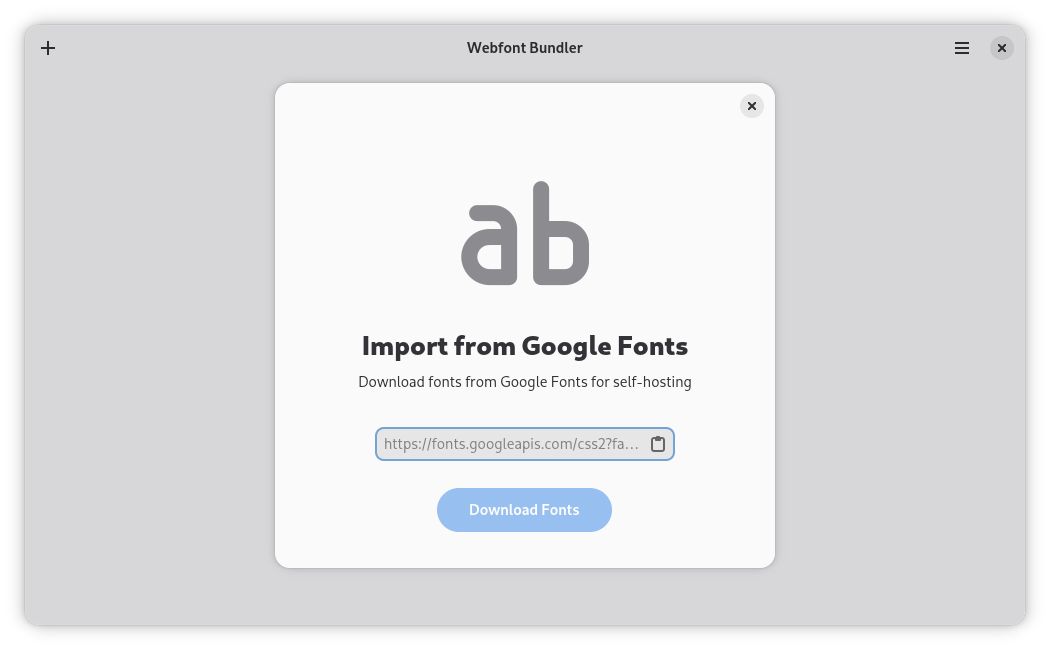 Webfont Bundler
ab
Import from Google Fonts
Download fonts from Google Fonts for self-hosting
https://fonts.googleapis.com/css2?fa…
Download Fonts